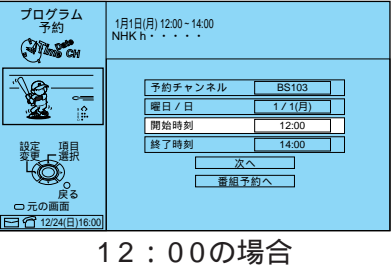 プログラム
予約
Time Date CH
1月1日(月) 12:00~14:00
NHK h・・・・・
予約チャンネル BS103
曜日 / 日 1 / 1(月)
開始時刻 12:00
終了時刻 14:00
次へ
番組予約へ
設定 項目
変更 選択
戻る
元の画面
12/24(日)16:00
12：00の場合